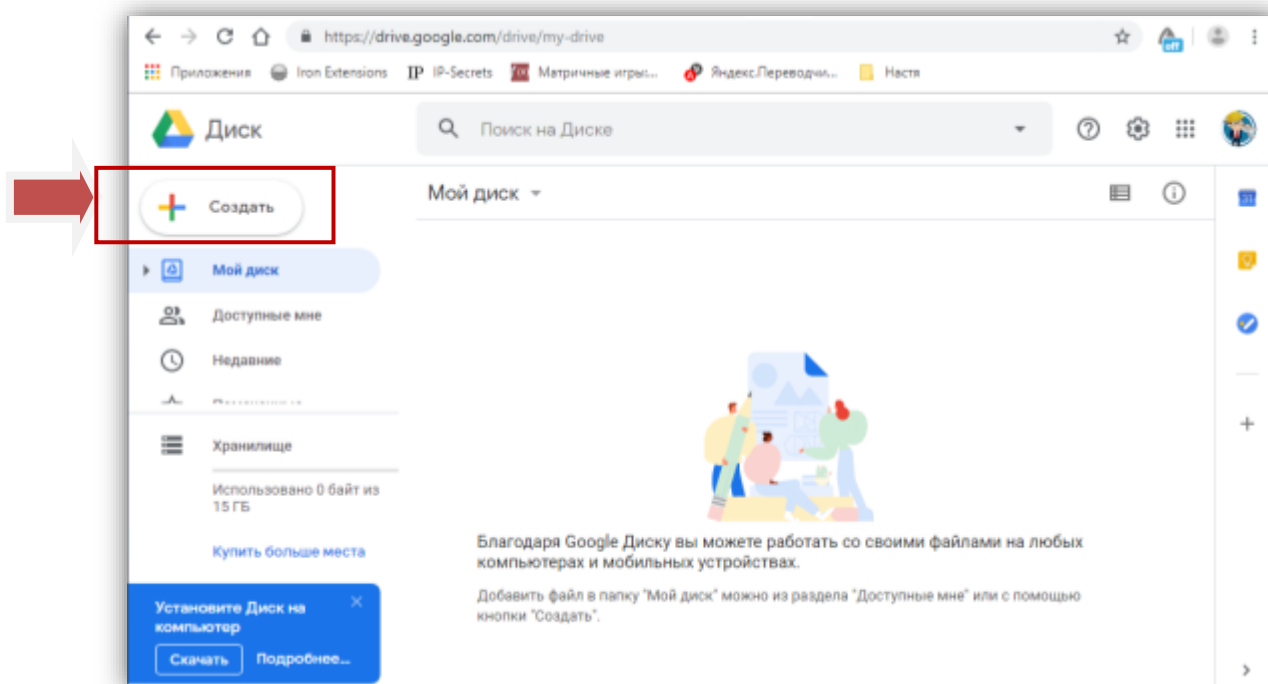 https://drive.google.com/drive/my-drive
off
Приложения Iron Extensions IP IP-Secrets Матричные игры:... Яндекс.Переводчи... Настя
Диск
Поиск на Диске
Создать
Мой диск
31
Мой диск
Доступные мне
Недавние
Хранилище
Использовано 0 байт из
15 ГБ
Купить больше места
Благодаря Google Диску вы можете работать со своими файлами на любых
компьютерах и мобильных устройствах.
Добавить файл в папку "Мой диск" можно из раздела "Доступные мне" или с помощью
кнопки "Создать".
Установите Диск на
компьютер
Скачать Подробнее...